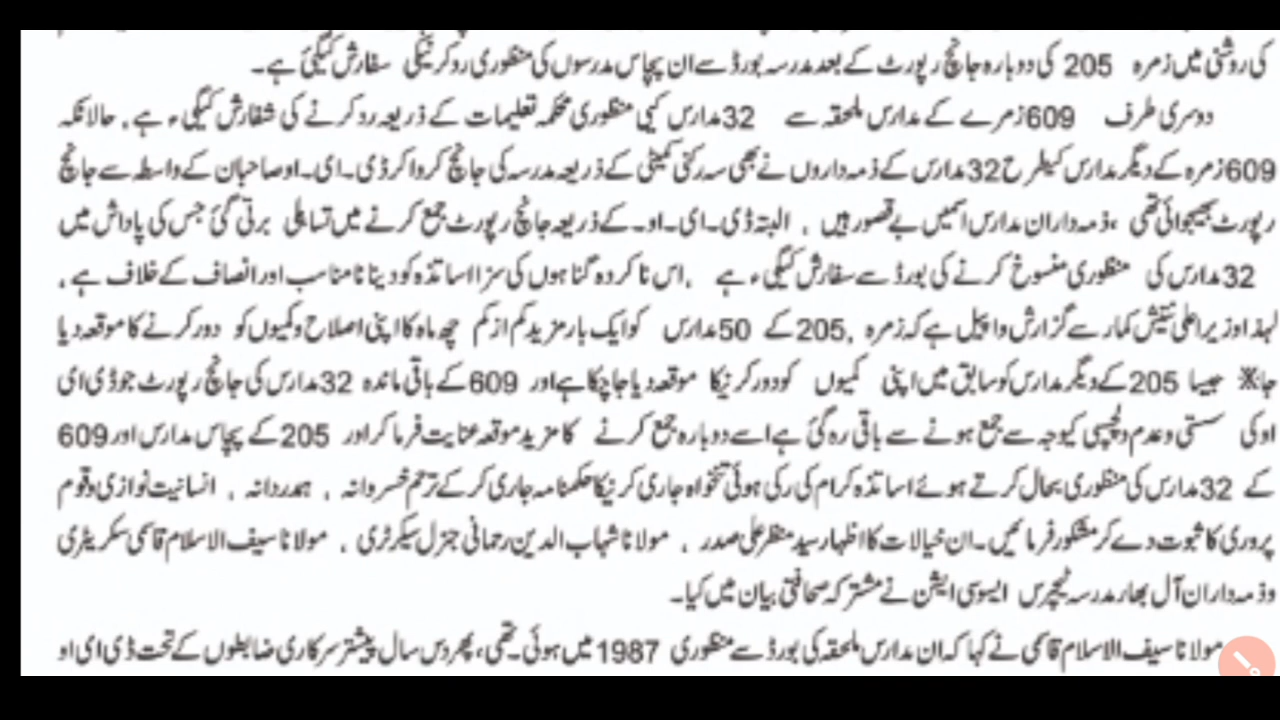 کی روشنی میں زمرہ 205 کی دوبارہ جانچ رپورٹ کے بعد مدرسہ بورڈ سے ان پچاس مدرسوں کی منظوری رد کرنیکی سفارش کیگئی ہے۔
دوسری طرف 609 زمرے کے مدارس ملحقہ سے 32 مدارس کیی منظوری محکمہ تعلیمات کے ذریعہ رد کرنے کی شفارش کیگیء ہے , حالانکہ
609 زمرہ کے دیگر مدارس کیطرح 32 مدارس کے ذمہ داروں نے بھی سہ رکنی کمیٹی کے ذریعہ مدرسہ کی جانچ کروا کر ڈی۔ای۔او صاحبان کے واسطہ سے جانچ
رپورٹ بھیجوائی تھی ، ذمہ داران مدارس اسمیں بے قصور ہیں , البتہ ڈی۔ای۔او۔ کے ذریعہ جانچ رپورٹ جمع کرنے میں تساہلی برتی گئ جس کی پاداش میں
32 مدارس کی منظوری منسوخ کرنے کی بورڈ سے سفارش کیگیء ہے , اس نا کردہ گناہوں کی سزا اساتذہ کو دینا نامناسب اور انصاف کے خلاف ہے ,
لہذا وزیر اعلی نتیش کمار سے گزارش و اپیل ہے کہ زمرہ ,205 کے 50 مدارس کو ایک بار مزید کم از کم چھ ماہ کا اپنی اصلاح وکمیوں کو دور کرنے کا موقعہ دیا
جا※ جیسا 205 کے دیگر مدارس کو سابق میں اپنی کمیوں کو دور کرنیکا موقعہ دیا جا چکا ہے اور 609 کے باقی ماندہ 32 مدارس کی جانچ رپورٹ جو ڈی ای
او کی سستی وعدم دلچسپی کیوجہ سے جمع ہونے سے باقی رہ گئ ہے اسے دوبارہ جمع کرنے کا مزید موقعہ عنایت فرما کر اور 205 کے پچاس مدارس اور 609
کے 32 مدارس کی منظوری بحال کرتے ہوئے اساتذہ کرام کی رکی ہوئی تنخواہ جاری کرنیکا حکمنامہ جاری کر کے ترحم خسردانہ , ہمدردانہ , انسانیت نوازی وقوم
پروری کا ثبوت دے کر مشکور فرمائیں۔ ان خیالات کا اظہار سید منظر علی صدر , مولانا شہاب الدین رحمانی جنرل سیکرٹری , مولانا سیف الاسلام قاسمی سکریٹری
وذمہ داران آل بھار مدرسہ ٹیچرس ایسوسی ایشن نے مشترکہ صحافتی بیان میں کیا۔
مولانا سیف الاسلام قاسمی نے کہا کہ ان مدارس ملحقہ کی بورڈ سے منظوری 1987 میں ہوئی۔تھی، پھر دس سال پیشتر سرکاری ضابطوں کے تحت ڈی ای او